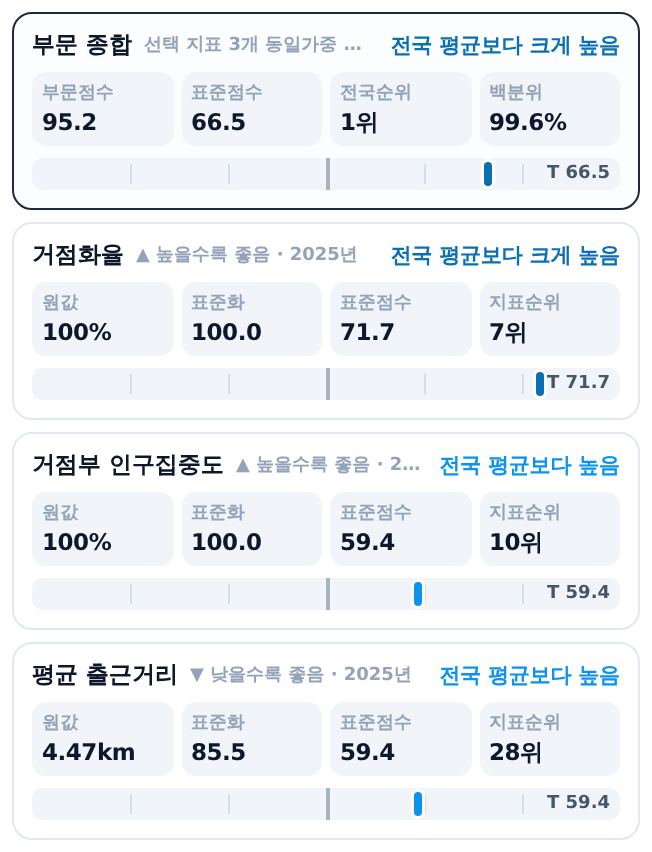 부문 종합 선택 지표 3개 동일가중 … 전국 평균보다 크게 높음
부문점수 표준점수 전국순위 백분위
95.2 66.5 1위 99.6%
T 66.5
거점화율 ▲ 높을수록 좋음 · 2025년 전국 평균보다 크게 높음
원값 표준화 표준점수 지표순위
100% 100.0 71.7 7위
T 71.7
거점부 인구집중도 ▲ 높을수록 좋음 · 2… 전국 평균보다 높음
원값 표준화 표준점수 지표순위
100% 100.0 59.4 10위
T 59.4
평균 출근거리 ▼ 낮을수록 좋음 · 2025년 전국 평균보다 높음
원값 표준화 표준점수 지표순위
4.47km 85.5 59.4 28위
T 59.4